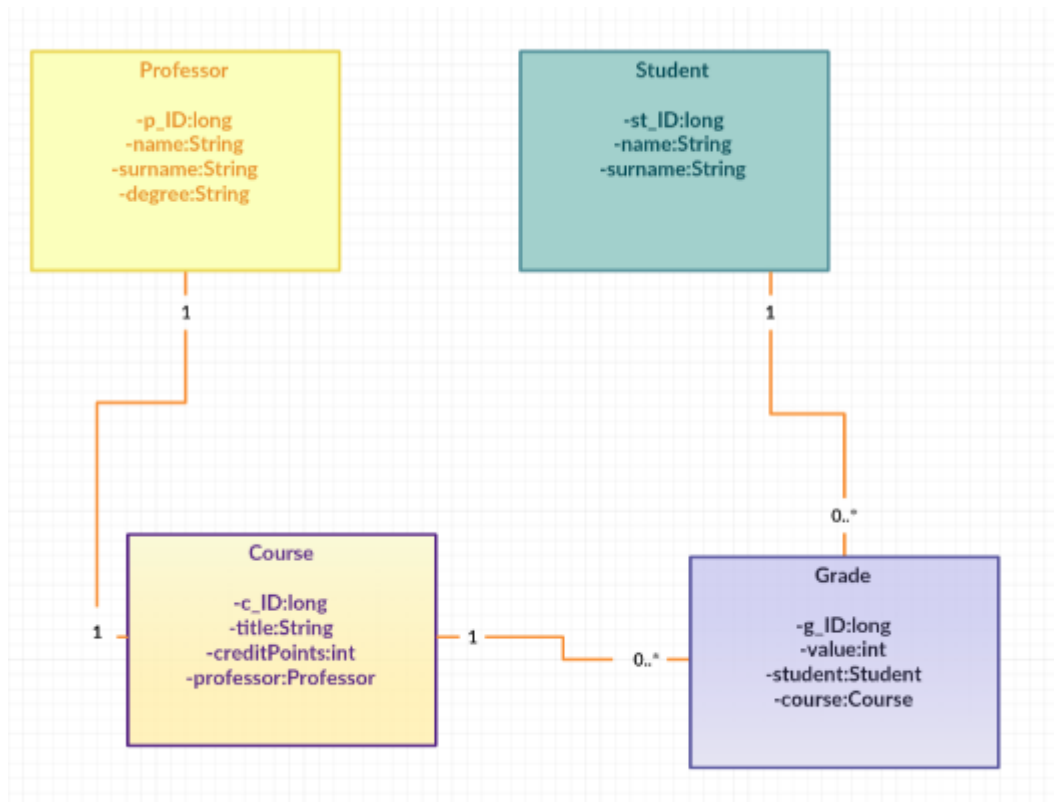 Professor
-p_ID:long
-name:String
-surname:String
-degree:String
Student
-st_ID:long
-name:String
-surname:String
1
1
0..*
Course
-c_ID:long
-title:String
-creditPoints:int
-professor:Professor
1
1
0..*
Grade
-g_ID:long
-value:int
-student:Student
-course:Course